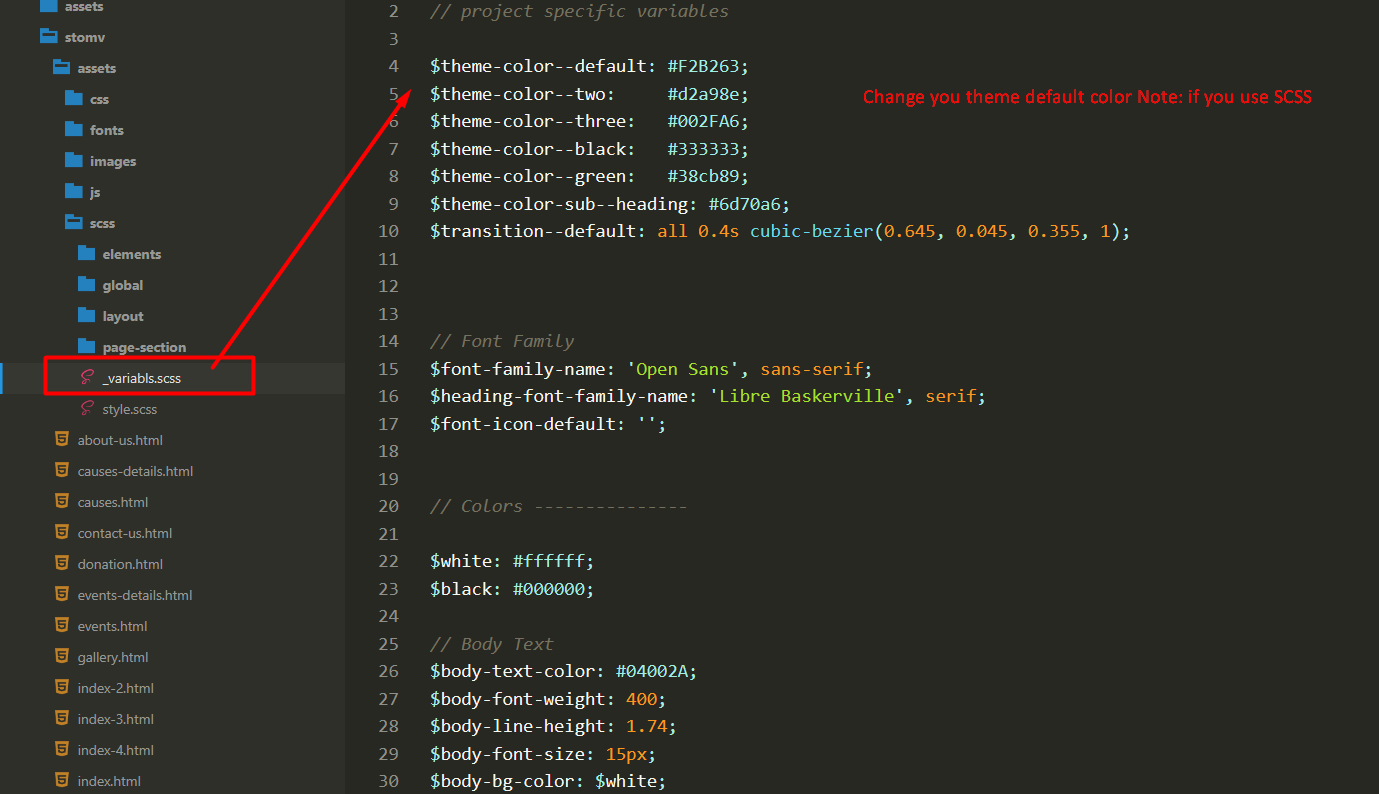 assets
stomv
assets
css
fonts
images
js
scss
elements
global
layout
page-section
_variabls.scss
style.scss
about-us.html
causes-details.html
causes.html
contact-us.html
donation.html
events-details.html
events.html
gallery.html
index-2.html
index-3.html
index-4.html
index.html
2 // project specific variables
3
4 $theme-color--default: #F2B263;
5 $theme-color--two: #d2a98e;
6 $theme-color--three: #002FA6;
7 $theme-color--black: #333333;
8 $theme-color--green: #38cb89;
9 $theme-color-sub--heading: #6d70a6;
10 $transition--default: all 0.4s cubic-bezier(0.645, 0.045, 0.355, 1);
11
12
13
14 // Font Family
15 $font-family-name: 'Open Sans', sans-serif;
16 $heading-font-family-name: 'Libre Baskerville', serif;
17 $font-icon-default: '';
18
19
20 // Colors ---------------
21
22 $white: #ffffff;
23 $black: #000000;
24
25 // Body Text
26 $body-text-color: #04002A;
27 $body-font-weight: 400;
28 $body-line-height: 1.74;
29 $body-font-size: 15px;
30 $body-bg-color: $white;
Change you theme default color Note: if you use SCSS